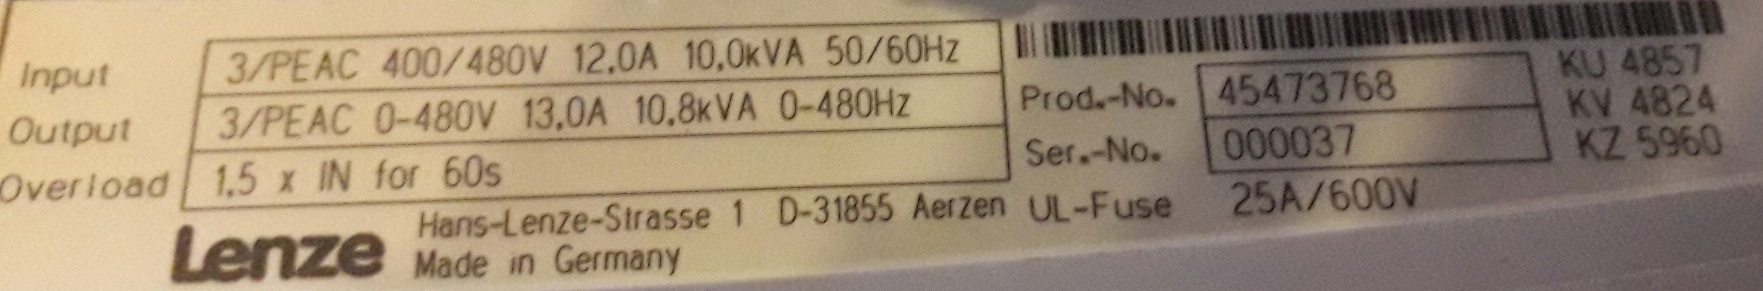 Input 3/PEAC 400/480V 12.0A 10.0kVA 50/60Hz
Output 3/PEAC 0-480V 13.0A 10.8kVA 0-480Hz
Overload 1.5 x IN for 60s
Prod.-No. 45473768
Ser.-No. 000037
KU 4857
KV 4824
KZ 5960
Lenze
Hans-Lenze-Strasse 1 D-31855 Aerzen
Made in Germany
UL-Fuse 25A/600V